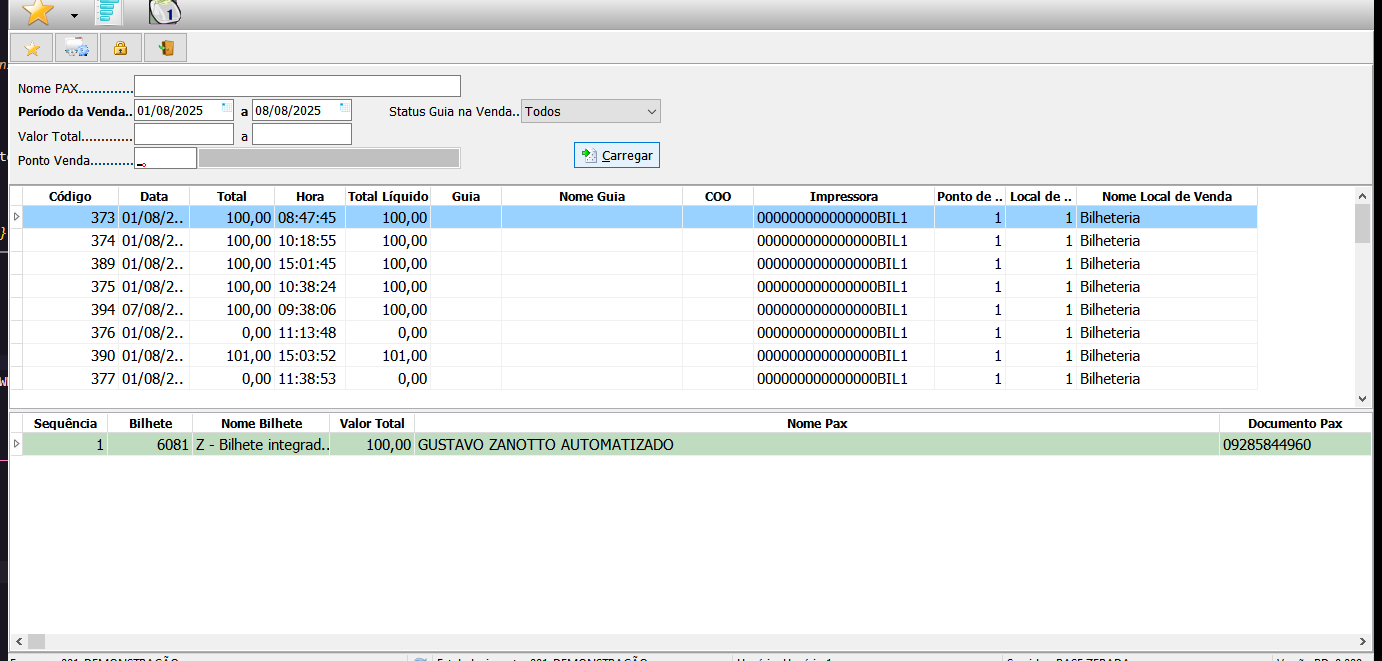 1
Nome PAX.............
Período da Venda.. 01/08/2025 a 08/08/2025 Status Guia na Venda.. Todos
Valor Total............ a
Ponto Venda..........
Carregar
Código Data Total Hora Total Líquido Guia Nome Guia COO Impressora Ponto de .. Local de .. Nome Local de Venda
373 01/08/2.. 100,00 08:47:45 100,00 000000000000000BIL1 1 1 Bilheteria
374 01/08/2.. 100,00 10:18:55 100,00 000000000000000BIL1 1 1 Bilheteria
389 01/08/2.. 100,00 15:01:45 100,00 000000000000000BIL1 1 1 Bilheteria
375 01/08/2.. 100,00 10:38:24 100,00 000000000000000BIL1 1 1 Bilheteria
394 07/08/2.. 100,00 09:38:06 100,00 000000000000000BIL1 1 1 Bilheteria
376 01/08/2.. 0,00 11:13:48 0,00 000000000000000BIL1 1 1 Bilheteria
390 01/08/2.. 101,00 15:03:52 101,00 000000000000000BIL1 1 1 Bilheteria
377 01/08/2.. 0,00 11:38:53 0,00 000000000000000BIL1 1 1 Bilheteria
Sequência Bilhete Nome Bilhete Valor Total Nome Pax Documento Pax
1 6081 Z - Bilhete integrad.. 100,00 GUSTAVO ZANOTTO AUTOMATIZADO 09285844960